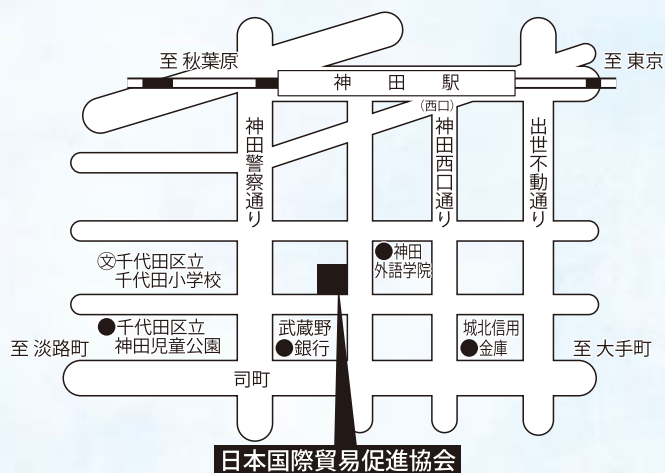 至 秋葉原
至 東京
神田駅
(西口)
神田警察通り
神田西口通り
出世不動通り
神田
外語学院
文千代田区立
千代田小学校
千代田区立
神田児童公園
武蔵野
銀行
城北信用
金庫
至 淡路町
至 大手町
司町
日本国際貿易促進協会